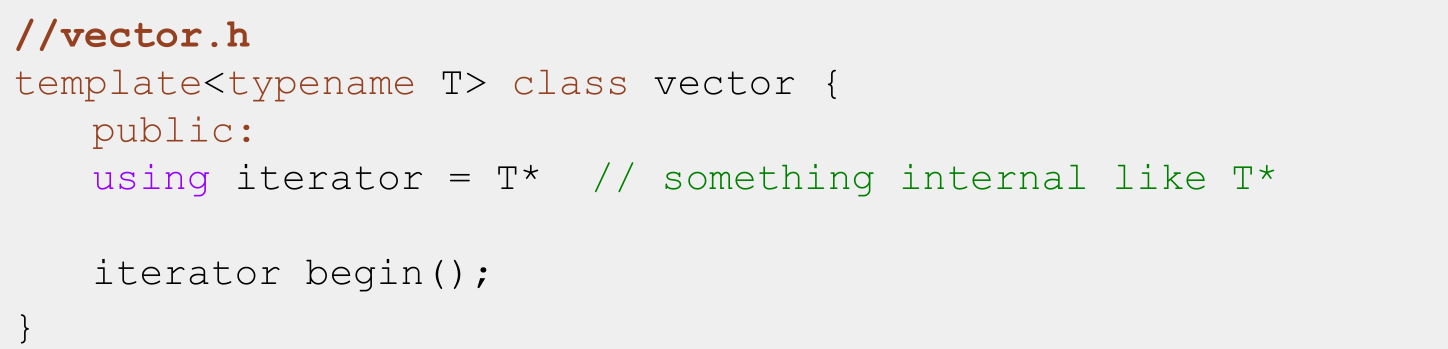 //vector.h
template<typename T> class vector {
public:
using iterator = T* // something internal like T*
iterator begin();
}